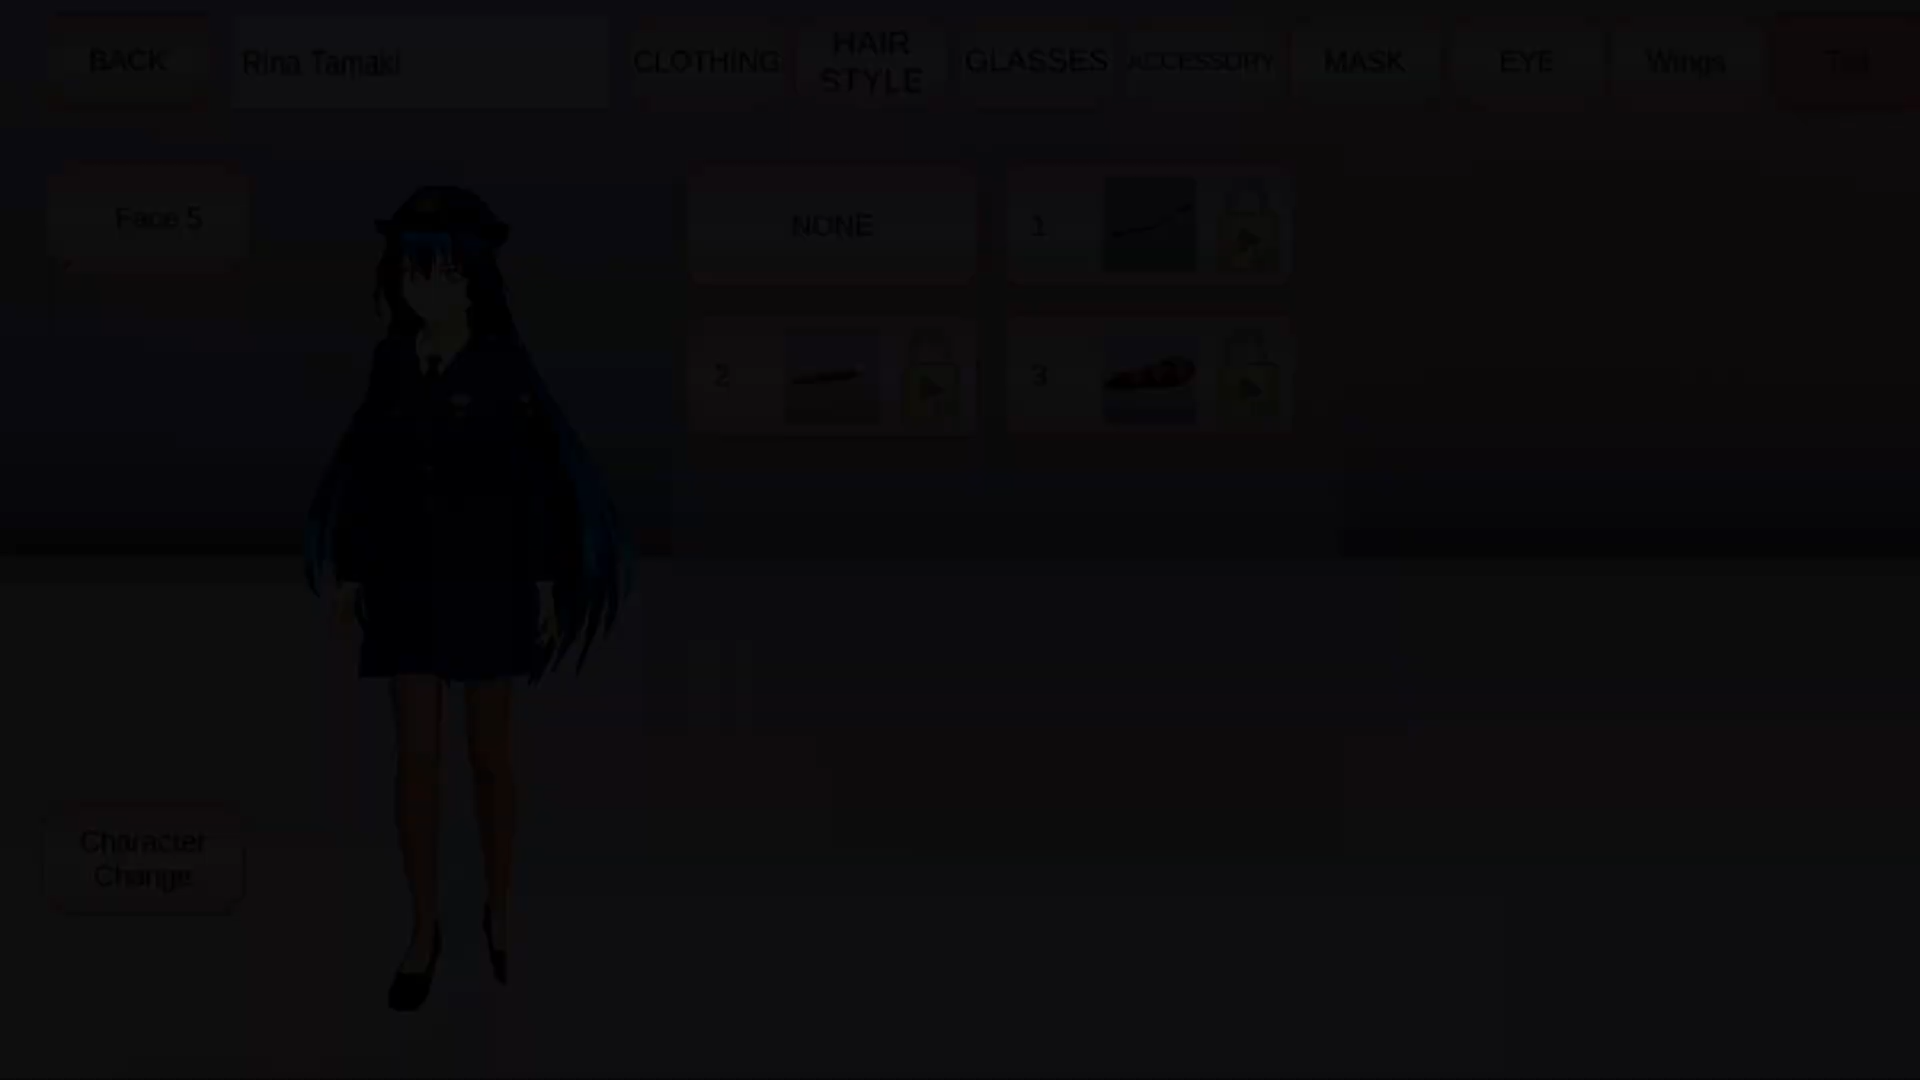 BACK
Rina Tamaki
CLOTHING
HAIR
STYLE
GLASSES
ACCESSORY
MASK
EYE
Wings
Tail
Face 5
NONE
1
2
3
Character
Change